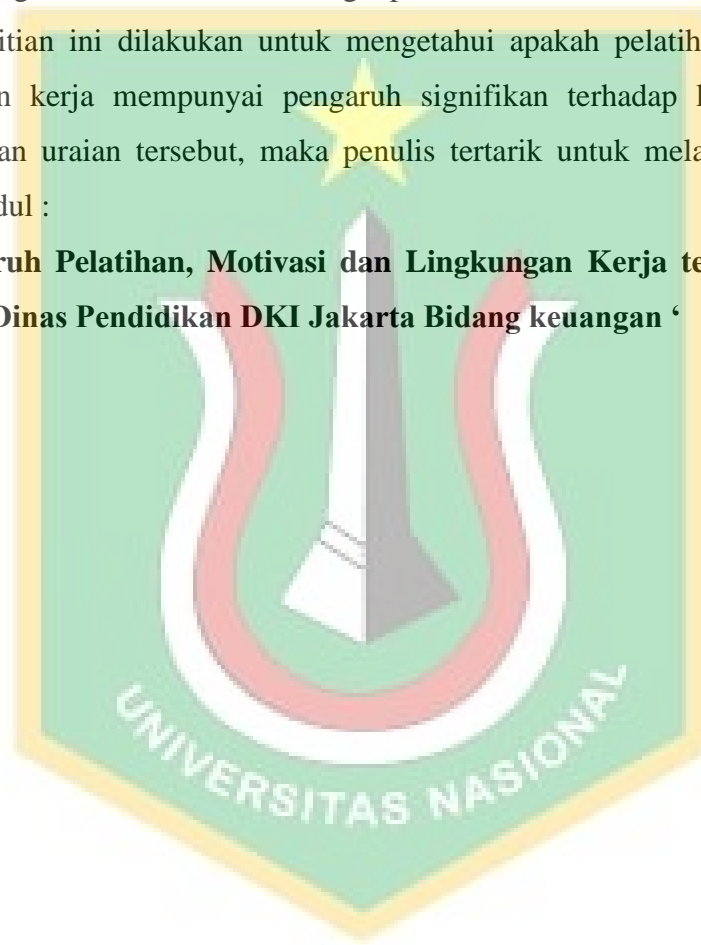 itian ini dilakukan untuk mengetahui apakah pelatih
n kerja mempunyai pengaruh signifikan terhadap
an uraian tersebut, maka penulis tertarik untuk mela
dul :
ruh Pelatihan, Motivasi dan Lingkungan Kerja te
Dinas Pendidikan DKI Jakarta Bidang keuangan ‘
UNIVERSITAS NASIONAL